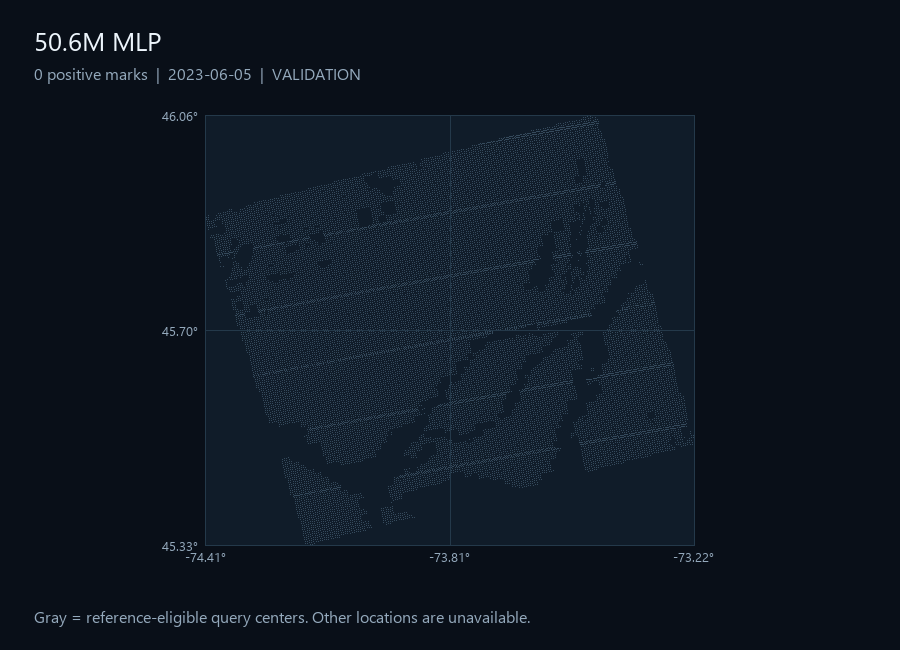 50.6M MLP
0 positive marks | 2023-06-05 | VALIDATION
46.06°
45.70°
45.33°
-74.41°
-73.81°
-73.22°
Gray = reference-eligible query centers. Other locations are unavailable.